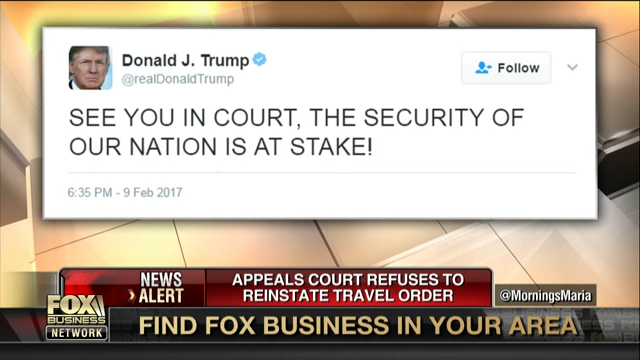 Donald J. Trump
@realDonaldTrump
Follow
SEE YOU IN COURT, THE SECURITY OF
OUR NATION IS AT STAKE!
6:35 PM - 9 Feb 2017
NEWS
ALERT
APPEALS COURT REFUSES TO
REINSTATE TRAVEL ORDER
@MorningsMaria
FOX
BUSINESS
NETWORK
FIND FOX BUSINESS IN YOUR AREA